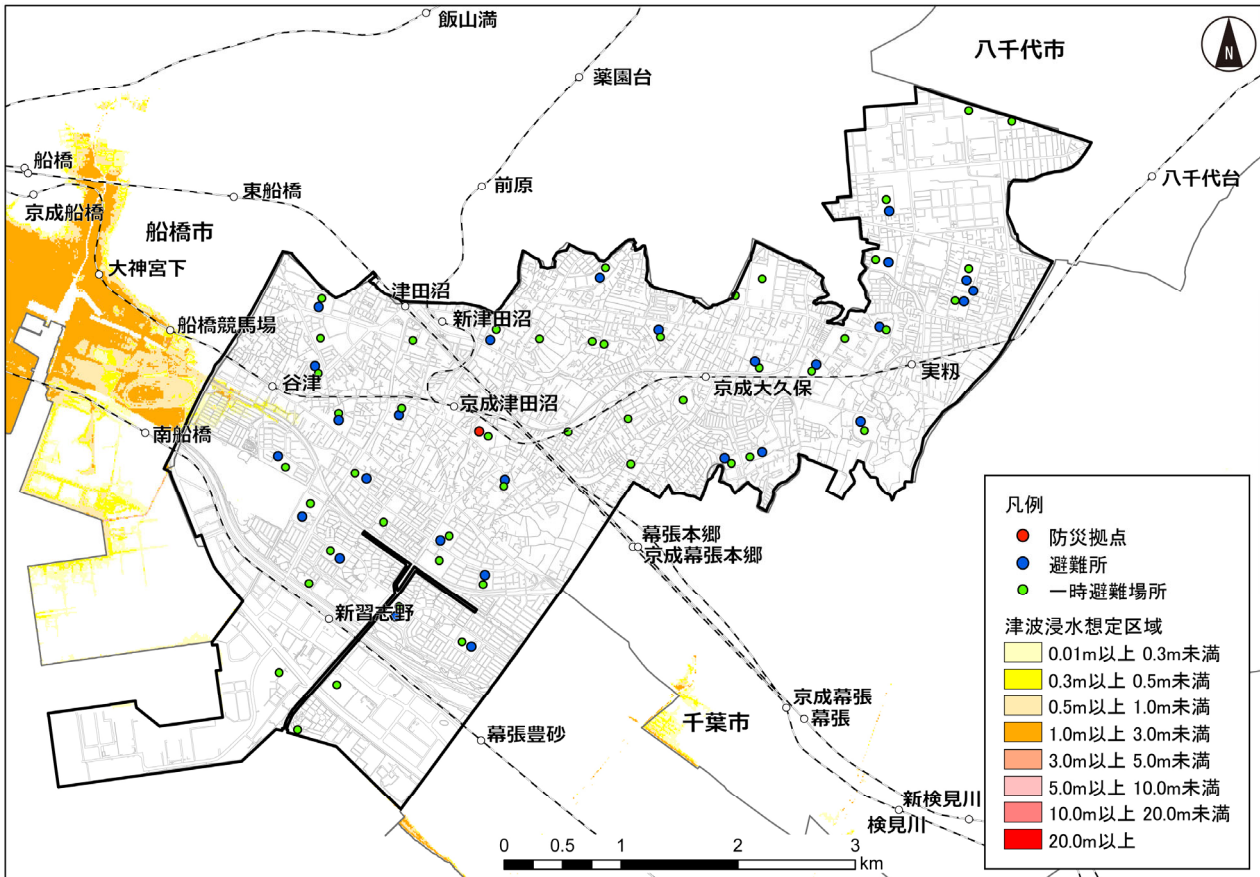 飯山満
八千代市
N
薬園台
船橋
東船橋
前原
八千代台
京成船橋
船橋市
大神宮下
津田沼
新津田沼
船橋競馬場
谷津
京成大久保
実籾
京成津田沼
南船橋
幕張本郷
京成幕張本郷
新習志野
京成幕張
幕張
千葉市
幕張豊砂
新検見川
検見川
0 0.5 1 2 3
km
凡例
防災拠点
避難所
一時避難場所
津波浸水想定区域
0.01m以上 0.3m未満
0.3m以上 0.5m未満
0.5m以上 1.0m未満
1.0m以上 3.0m未満
3.0m以上 5.0m未満
5.0m以上 10.0m未満
10.0m以上 20.0m未満
20.0m以上